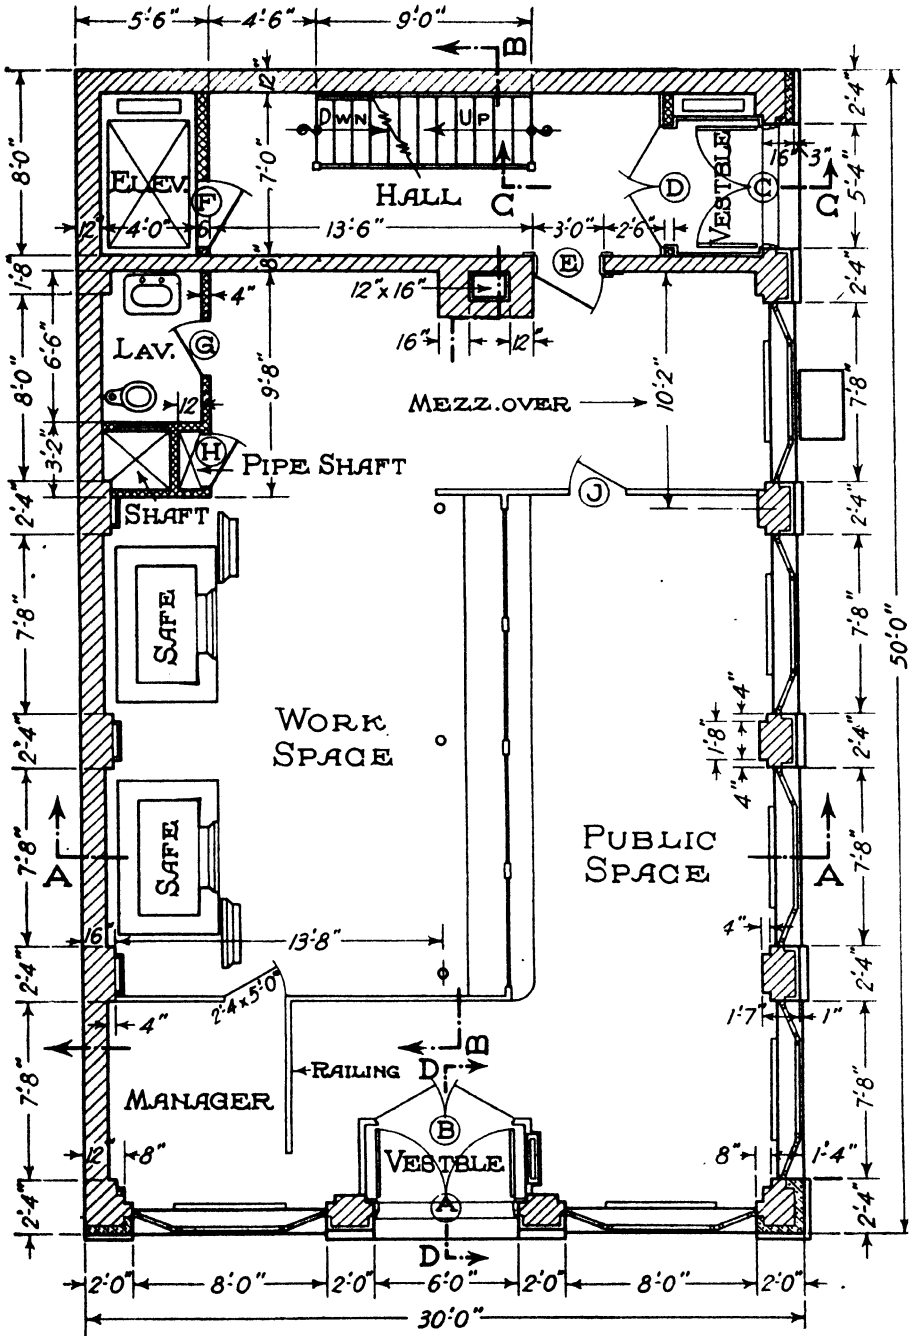 5'-6" 4'-6" 9'-0"
B
12"
2'-4"
DWN UP
8'-0" 7'-0"
ELEV. F HALL C D VESTBLE C 16" 3" 5'-4" C
12" 4'-0" 6 13'-6" 3'-0" 2'-6"
8" E
1'-8" 4" 12"x16" 2'-4"
LAV. G 16" 12"
6'-6" 8'-0" 9'-8" 10'-2" 7'-8"
12" MEZZ. OVER
3'-2" H PIPE SHAFT
J
2'-4" SHAFT 2'-4"
7'-8" SAFE 7'-8" 50'-0"
WORK
SPACE
4"
2'-4" 1'-8" 2'-4"
4"
7'-8" SAFE PUBLIC
SPACE 7'-8"
A A
16" 13'-8" 4"
2'-4" 2'-4 x 5'-0" 2'-4"
4" 1'-7" 1"
B
D
RAILING
7'-8" MANAGER 7'-8"
B
12" 8" VESTBLE 8" 1'-4"
2'-4" A 2'-4"
D
2'-0" 8'-0" 2'-0" 6'-0" 2'-0" 8'-0" 2'-0"
30'-0"